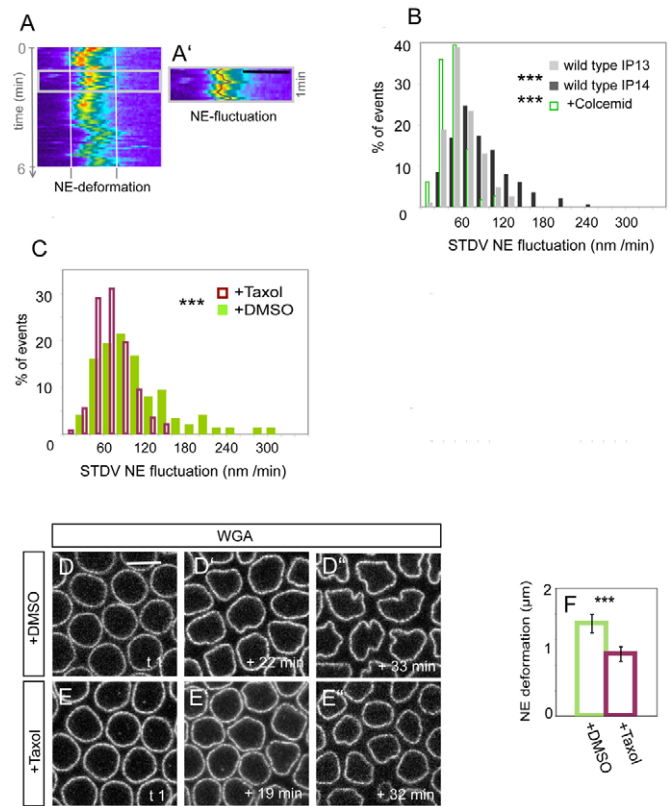 A
0
6
time (min)
NE-deformation
A'
1min
NE-fluctuation
B
40
30
20
10
0
% of events
wild type IP13
***
wild type IP14
***
+Colcemid
60 120 180 240 300
STDV NE fluctuation (nm /min)
C
30
20
10
0
% of events
+Taxol
***
+DMSO
60 120 180 240 300
STDV NE fluctuation (nm /min)
WGA
+DMSO
D
t 1
D'
+ 22 min
D"
+ 33 min
+Taxol
E
t 1
E'
+ 19 min
E"
+ 32 min
F
2
1
0
NE deformation (µm)
***
+DMSO
+Taxol